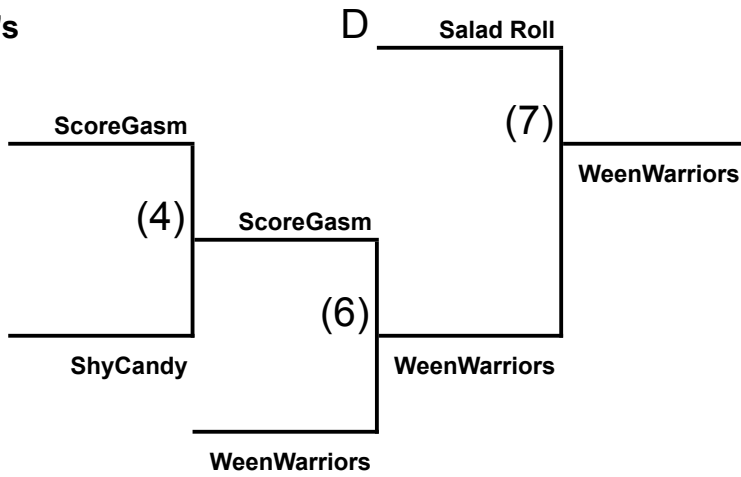 's
D Salad Roll
ScoreGasm
(7)
WeenWarriors
(4)
ScoreGasm
(6)
ShyCandy
WeenWarriors
WeenWarriors